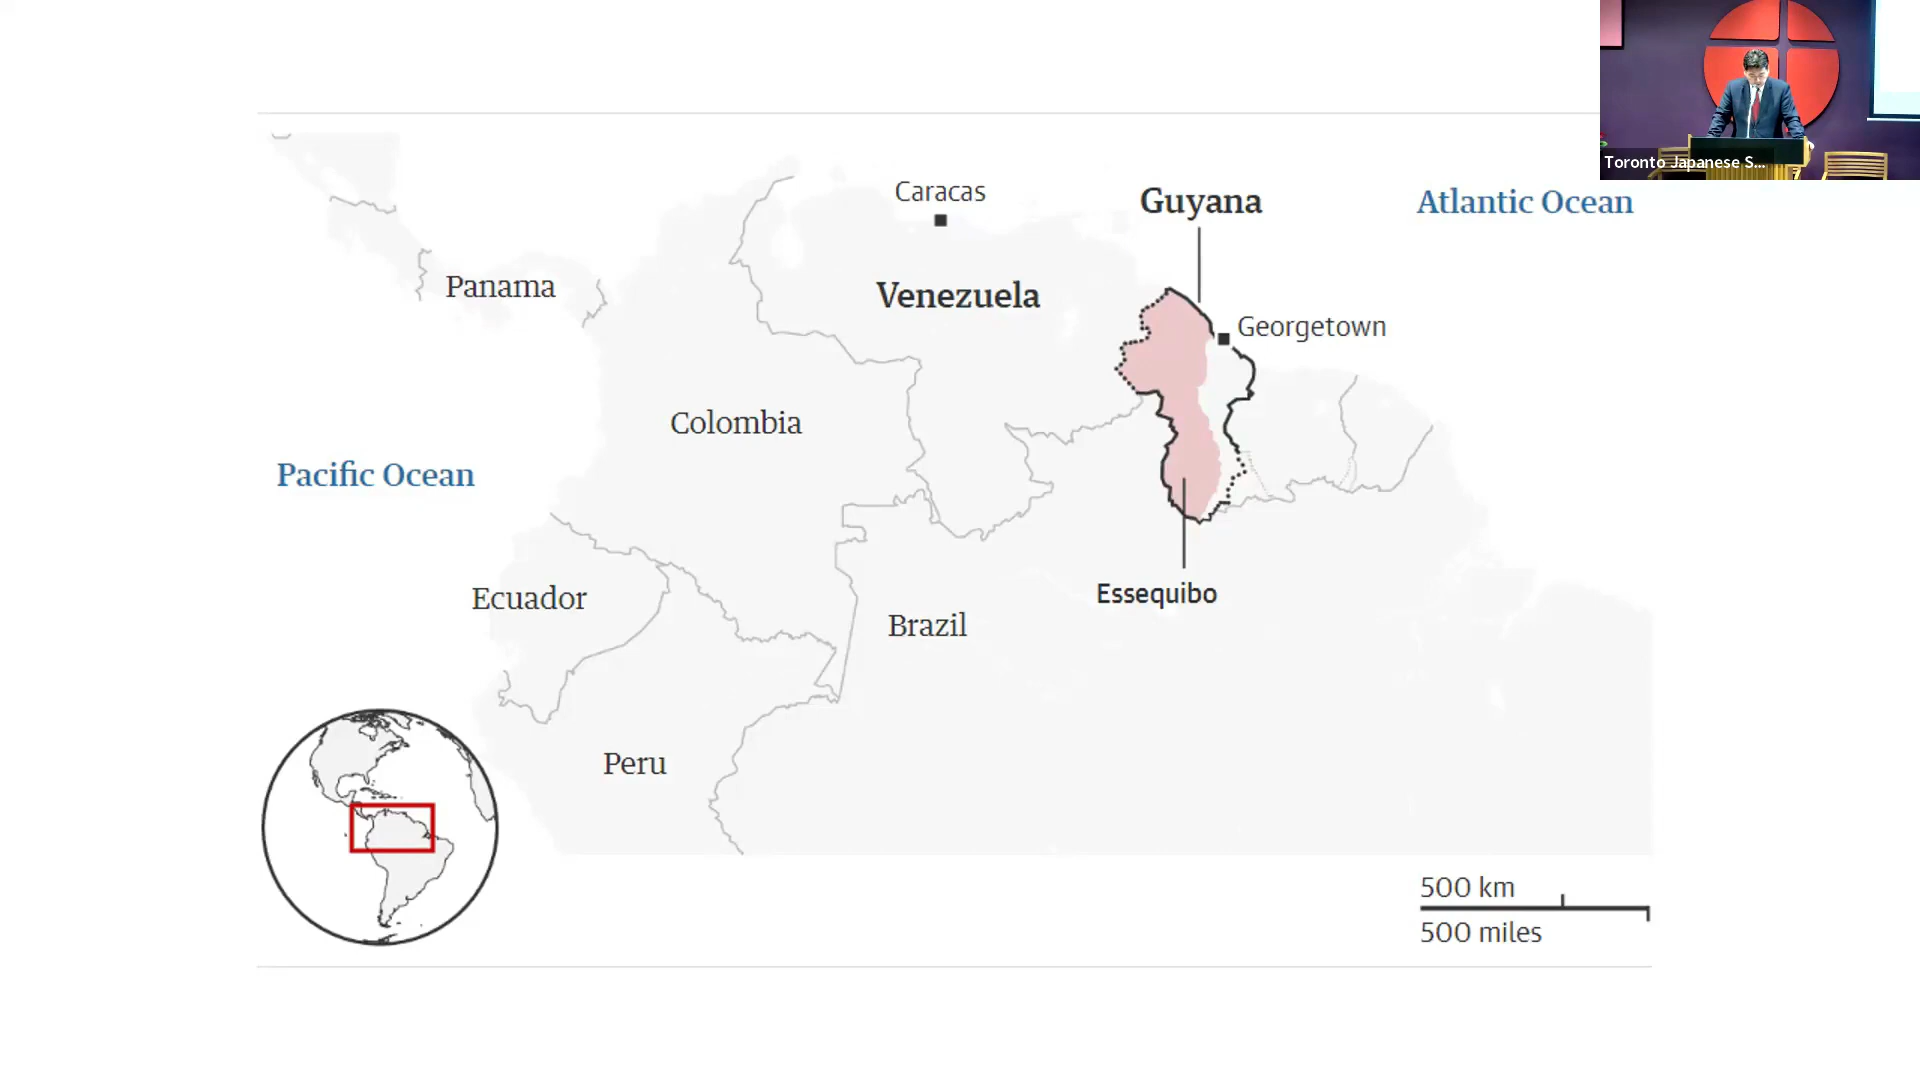 Toronto Japanese S...
Caracas
Guyana
Atlantic Ocean
Panama
Venezuela
Georgetown
Colombia
Pacific Ocean
Ecuador
Essequibo
Brazil
Peru
500 km
500 miles